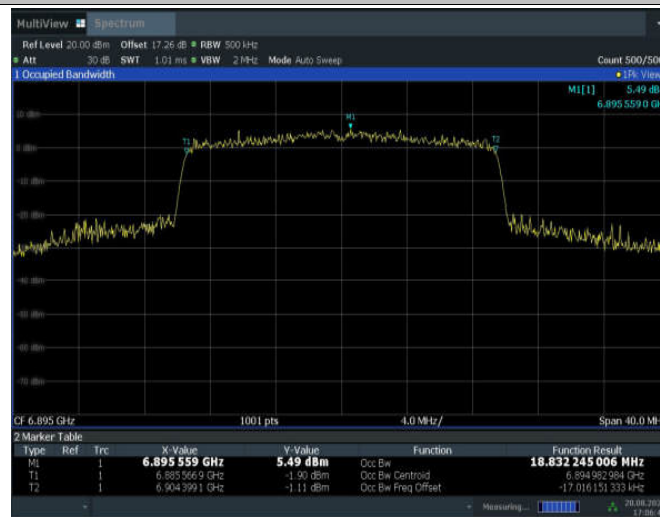 MultiView Spectrum
Ref Level 20.00 dBm Offset 17.26 dB RBW 500 kHz
Att 30 dB SWT 1.01 ms VBW 2 MHz Mode Auto Sweep Count 500/500
1 Occupied Bandwidth 1Pk View
M1[1] 5.49 dB
6.895 559 0 GH
10 dBm
M1
T1 T2
0 dBm
-10 dBm
-20 dBm
-30 dBm
-40 dBm
-50 dBm
-60 dBm
-70 dBm
CF 6.895 GHz 1001 pts 4.0 MHz/ Span 40.0 MH
2 Marker Table
Type Ref Trc X-Value Y-Value Function Function Result
M1 1 6.895 559 GHz 5.49 dBm Occ Bw 18.832 245 006 MHz
T1 1 6.885 566 9 GHz -1.90 dBm Occ Bw Centroid 6.894 982 984 GHz
T2 1 6.904 399 1 GHz -1.11 dBm Occ Bw Freq Offset -17.016 151 333 kHz
Measuring... 20.08.202
17:06:4